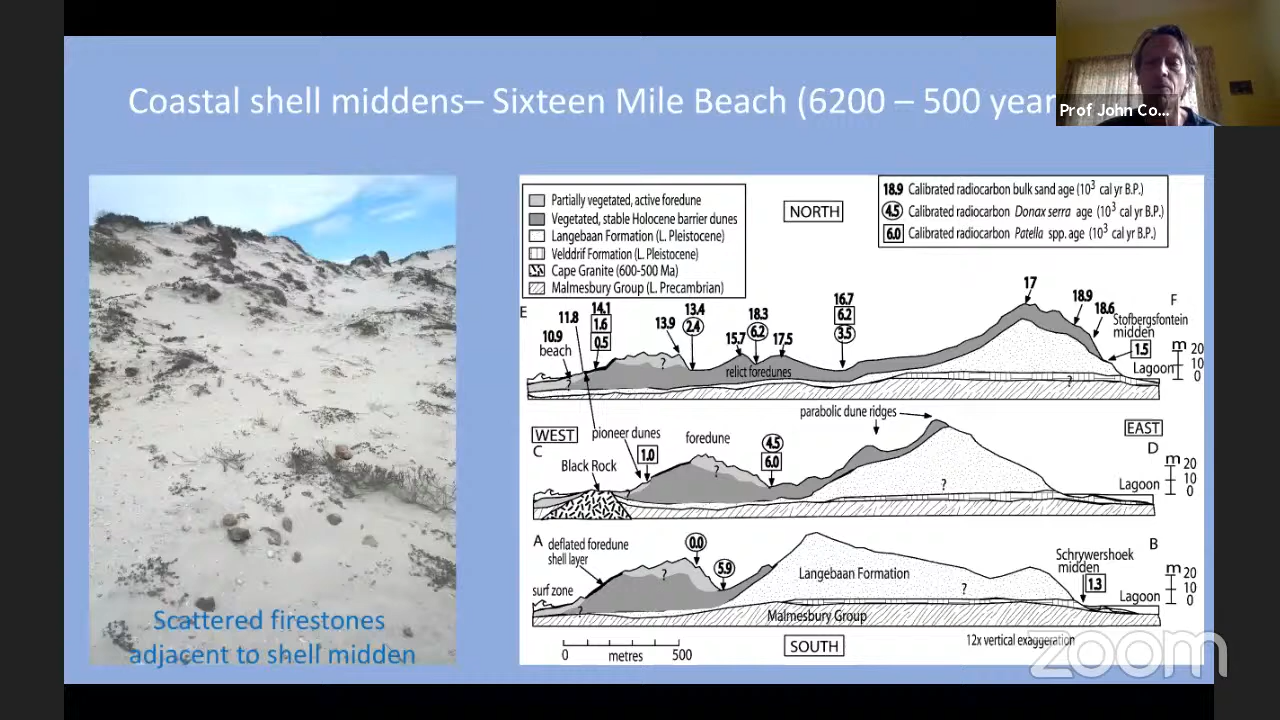 Coastal shell middens– Sixteen Mile Beach (6200 – 500 year
Prof John Co...
Scattered firestones
adjacent to shell midden
Partially vegetated, active foredune
Vegetated, stable Holocene barrier dunes
Langebaan Formation (L. Pleistocene)
Velddrif Formation (L. Pleistocene)
Cape Granite (600-500 Ma)
Malmesbury Group (L. Precambrian)
NORTH
18.9 Calibrated radiocarbon bulk sand age (10³ cal yr B.P.)
4.5 Calibrated radiocarbon Donax serra age (10³ cal yr B.P.)
6.0 Calibrated radiocarbon Patella spp. age (10³ cal yr B.P.)
E
10.9
beach
11.8
14.1
1.6
0.5
13.9
13.4
2.4
15.7
18.3
6.2
17.5
16.7
6.2
3.5
17
18.9
18.6
F
Stofbergsfontein
midden
1.5
Lagoon
m
20
10
0
?
?
relict foredunes
?
WEST
C
pioneer dunes
Black Rock
1.0
foredune
?
4.5
6.0
parabolic dune ridges
?
EAST
D
m
20
10
0
Lagoon
A
deflated foredune
shell layer
surf zone
?
?
0.0
5.9
Langebaan Formation
?
Malmesbury Group
Schrywershoek
midden
1.3
B
m
20
10
0
Lagoon
0 metres 500
SOUTH
12x vertical exaggeration
zoom